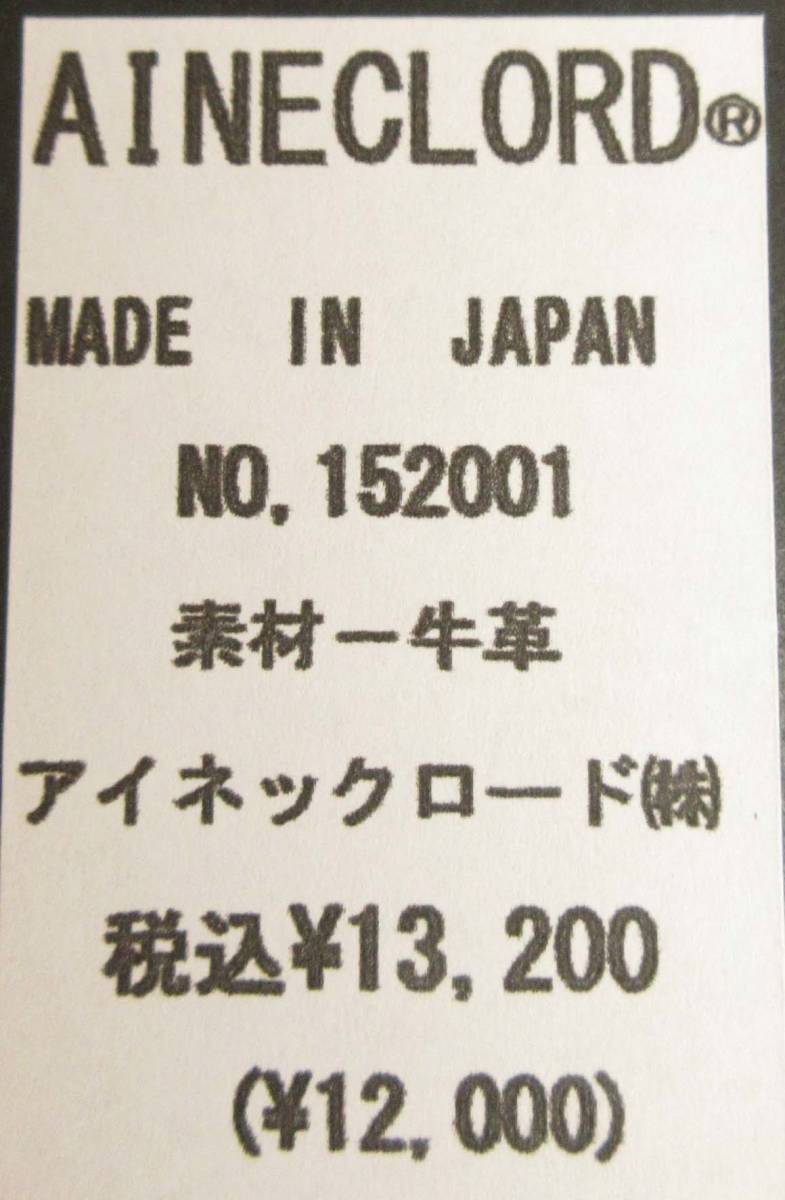 AINECLORD®
MADE IN JAPAN
NO,152001
素材ー牛革
アイネックロード㈱
税込¥13,200
(¥12,000)